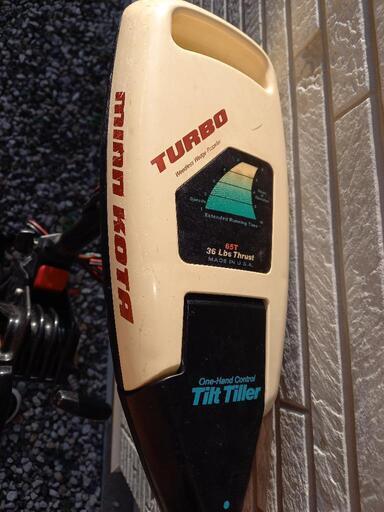 minn KOTA
TURBO
Weedless Wedge Propeller
Speeds
Extended Running Time
65T
36 Lbs Thrust
MADE IN U.S.A.
One-Hand Control
Tilt Tiller